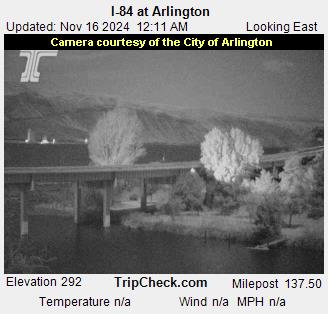 I-84 at Arlington
Updated: Nov 16 2024 12:11 AM Looking East
Camera courtesy of the City of Arlington
Elevation 292 TripCheck.com Milepost 137.50
Temperature n/a Wind n/a MPH n/a